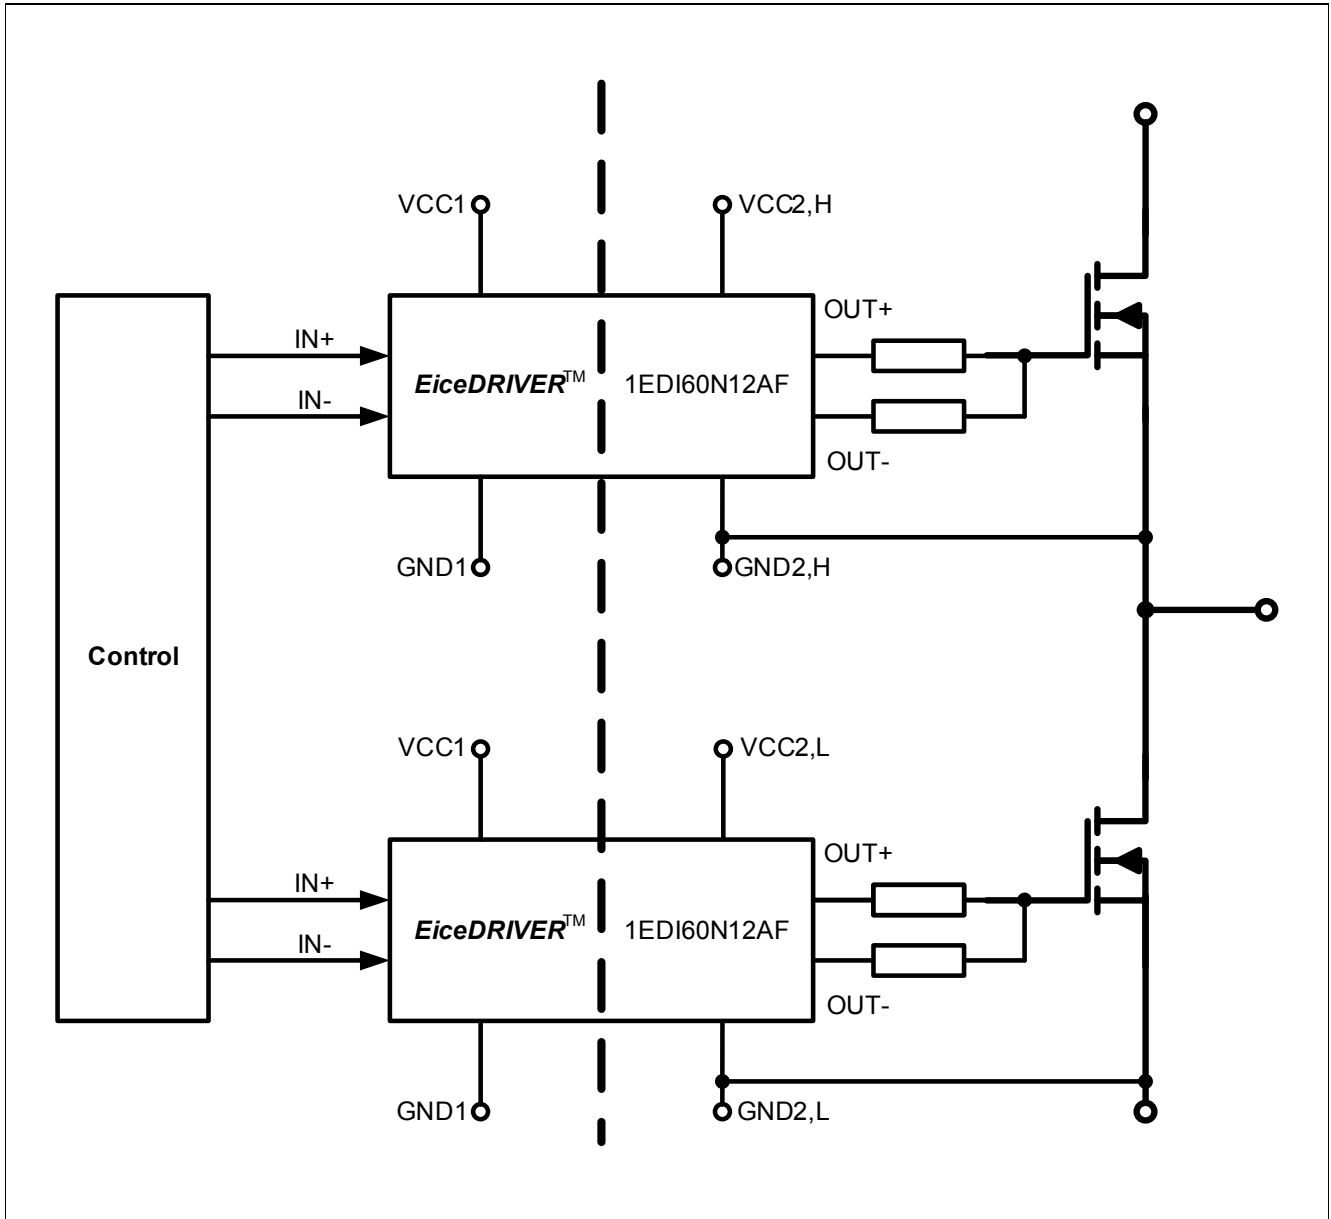 VCC1
VCC2,H
OUT+
IN+
EiceDRIVER™
1EDI60N12AF
IN-
OUT-
GND1
GND2,H
Control
VCC1
VCC2,L
OUT+
IN+
EiceDRIVER™
1EDI60N12AF
IN-
OUT-
GND1
GND2,L